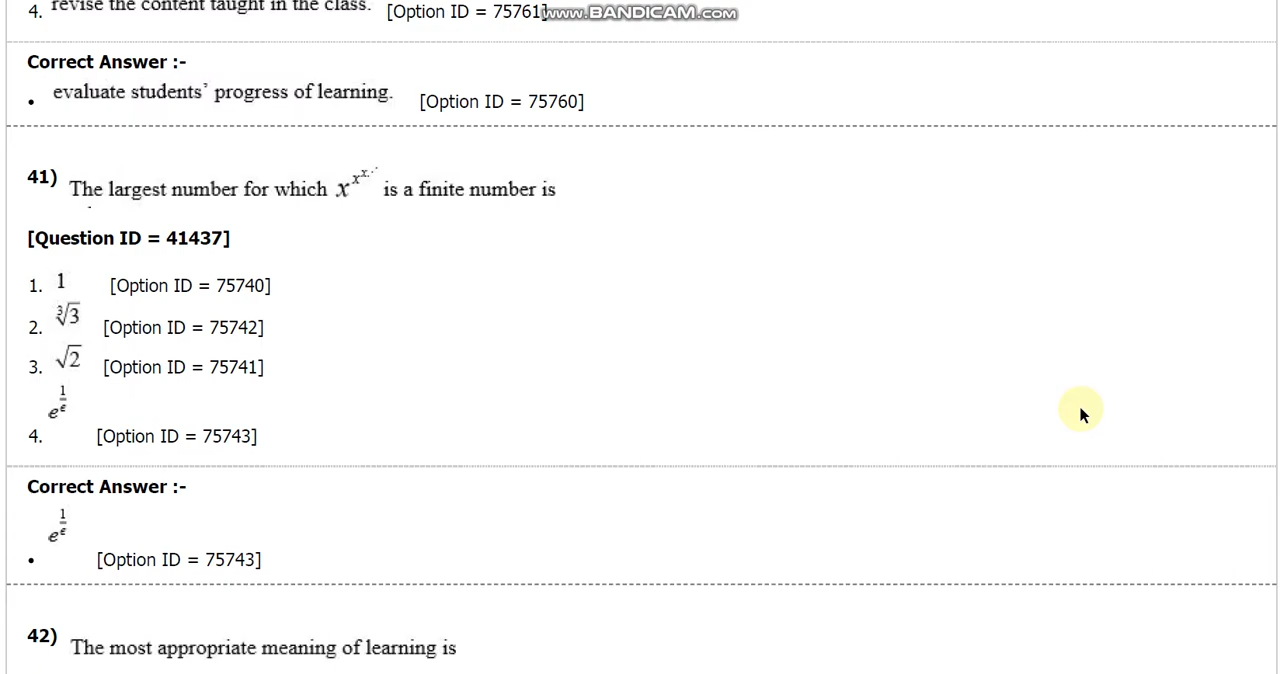 4. revise the content taught in the class. [Option ID = 75761]
www.BANDICAM.com
Correct Answer :-
• evaluate students' progress of learning. [Option ID = 75760]
41) The largest number for which x^x^x^⋰ is a finite number is
[Question ID = 41437]
1. 1 [Option ID = 75740]
2. ∛3 [Option ID = 75742]
3. √2 [Option ID = 75741]
4. e^(1/e) [Option ID = 75743]
Correct Answer :-
• e^(1/e) [Option ID = 75743]
42) The most appropriate meaning of learning is